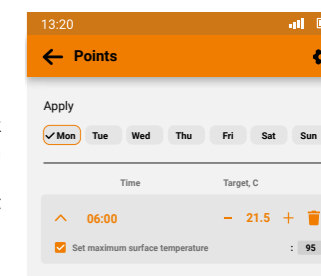 13:20
Points
Apply
Mon Tue Wed Thu Fri Sat Sun
Time Target, C
06:00 − 21.5 +
Set maximum surface temperature : 95